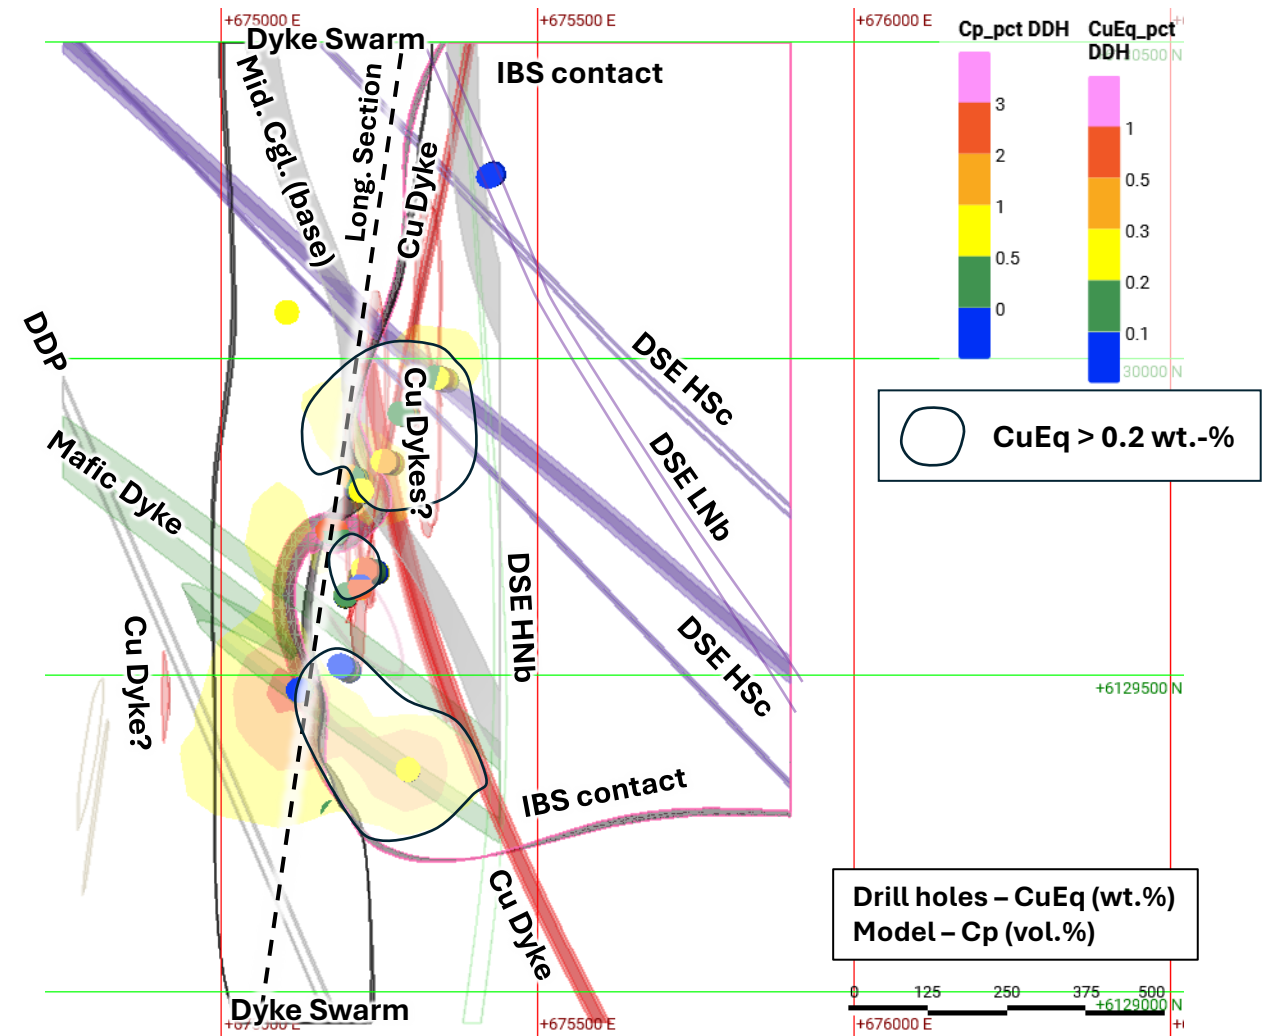 +675000 E
+675500 E
+676000 E
Dyke Swarm
IBS contact
Cp_pct DDH
CuEq_pct
DDH
0500 N
3
2
1
0.5
0
1
0.5
0.3
0.2
0.1
Mid. Cgl. (base)
Long. Section
Cu Dyke
DDP
DSE HSc
30000 N
CuEq > 0.2 wt.-%
Cu Dykes?
Mafic Dyke
DSE LNb
DSE HNb
Cu Dyke?
DSE HSc
+6129500 N
IBS contact
Cu Dyke
Drill holes – CuEq (wt.%)
Model – Cp (vol.%)
0
125
250
375
500
+6129000 N
Dyke Swarm
+675000 E
+675500 E
+676000 E